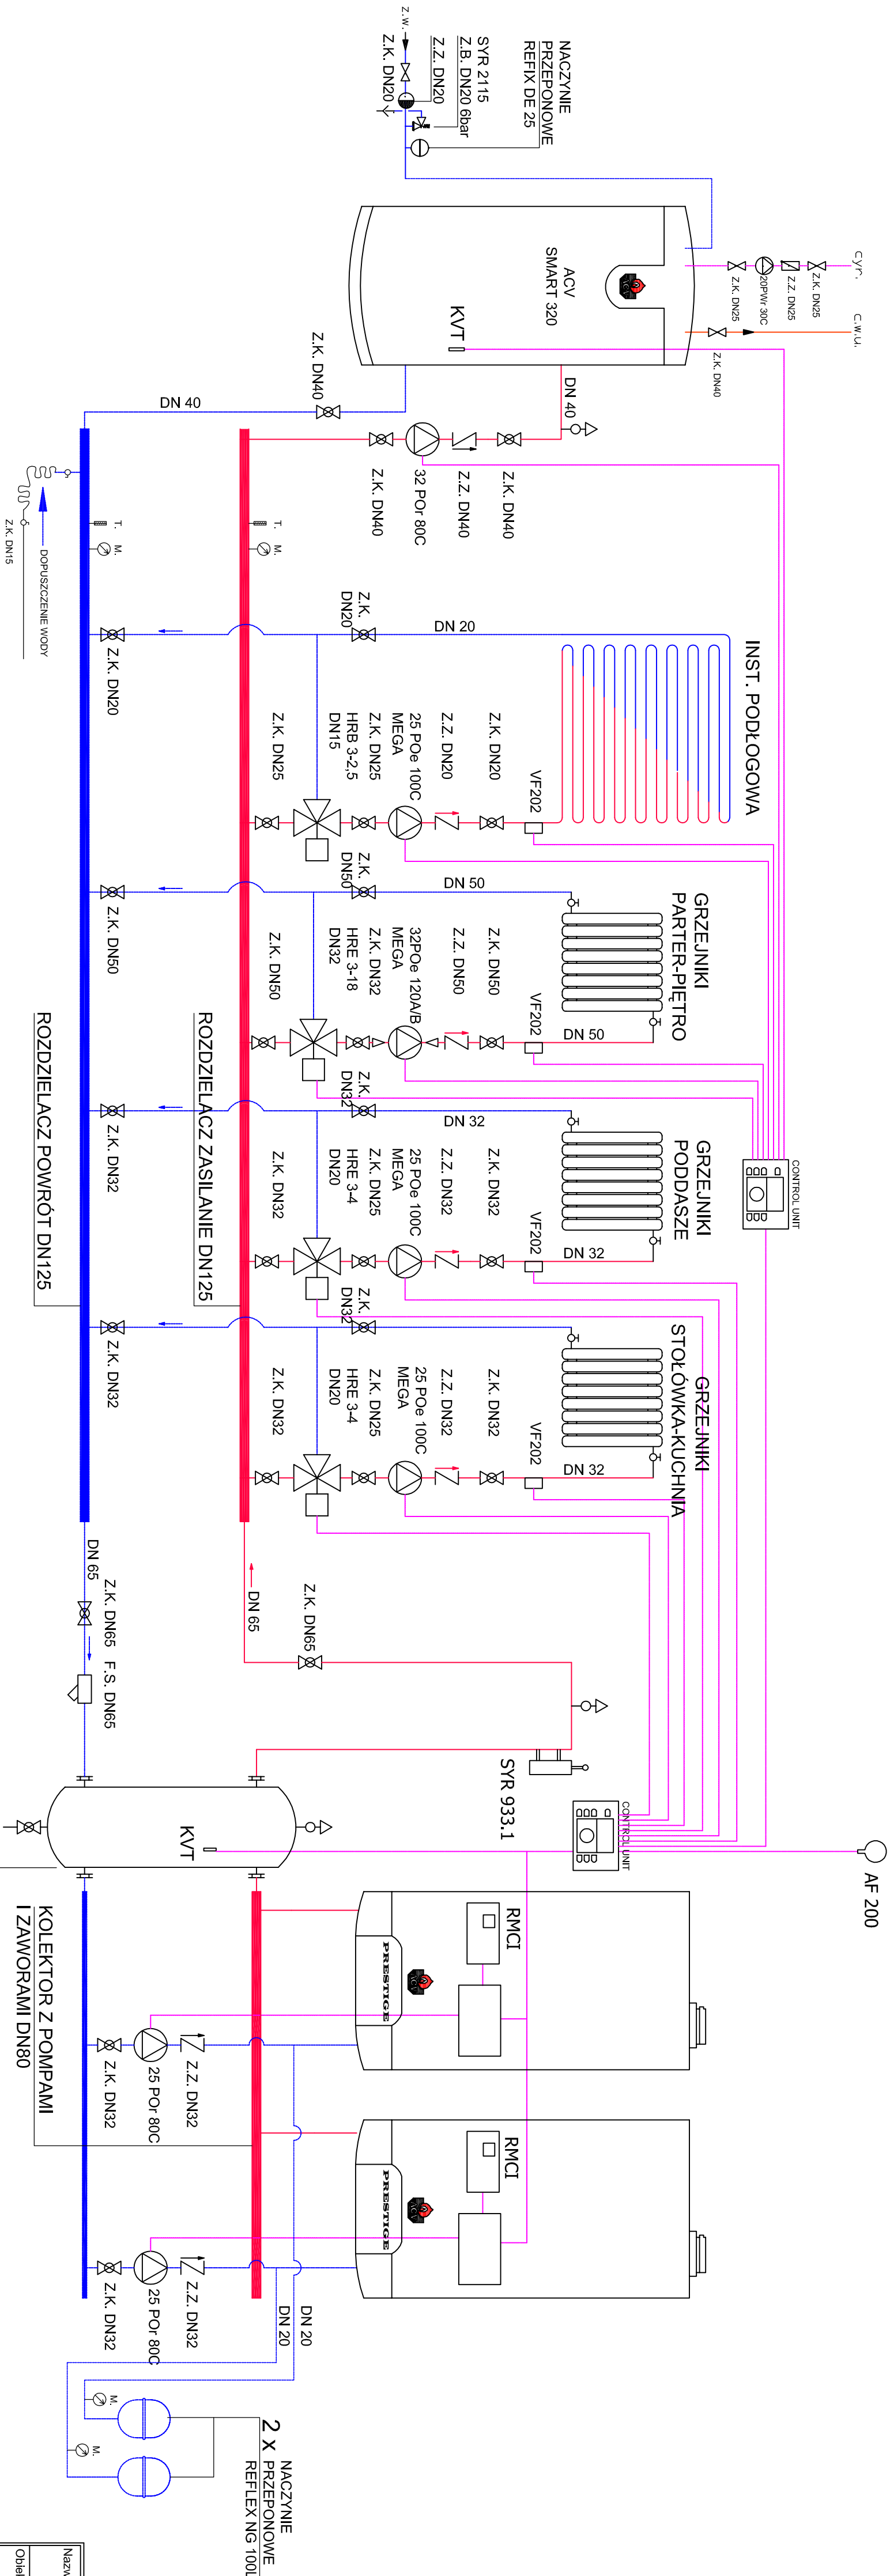 z.w.
NACZYNIE
PRZEPONOWE
REFIX DE 25
SYR 2115
Z.B. DN20 6bar
Z.Z. DN20
Z.K. DN20
cyr.
c.w.u.
Z.K. DN25
Z.Z. DN25
20PWr 30C
Z.K. DN25
Z.K. DN40
ACV
SMART 320
KVT
Z.K. DN40
DN 40
DN 40
Z.K. DN40
Z.Z. DN40
32 POr 80C
Z.K. DN40
T.
M.
T.
M.
DOPUSZCZENIE WODY
Z.K. DN15
INST. PODŁOGOWA
DN 20
Z.K.
DN20
VF202
Z.K. DN20
Z.Z. DN20
25 POe 100C
MEGA
Z.K. DN25
HRB 3-2,5
DN15
Z.K. DN25
Z.K. DN20
GRZEJNIKI
PARTER-PIĘTRO
DN 50
Z.K.
DN50
DN 50
VF202
Z.K. DN50
Z.Z. DN50
32POe 120A/B
MEGA
Z.K. DN32
HRE 3-18
DN32
Z.K. DN50
Z.K. DN50
GRZEJNIKI
PODDASZE
DN 32
Z.K.
DN32
DN 32
VF202
Z.K. DN32
Z.Z. DN32
25 POe 100C
MEGA
Z.K. DN25
HRE 3-4
DN20
Z.K. DN32
Z.K. DN32
GRZEJNIKI
STOŁÓWKA-KUCHNIA
Z.K.
DN32
DN 32
VF202
Z.K. DN32
Z.Z. DN32
25 POe 100C
MEGA
Z.K. DN25
HRE 3-4
DN20
Z.K. DN32
Z.K. DN32
ROZDZIELACZ ZASILANIE DN125
ROZDZIELACZ POWRÓT DN125
CONTROL UNIT
CONTROL UNIT
AF 200
DN 65
Z.K. DN65
DN 65
Z.K. DN65
F.S. DN65
SYR 933.1
KVT
KOLEKTOR Z POMPAMI
I ZAWORAMI DN80
RMCI
PRESTIGE
RMCI
PRESTIGE
Z.Z. DN32
25 POr 80C
Z.K. DN32
Z.Z. DN32
25 POr 80C
Z.K. DN32
DN 20
DN 20
M.
M.
2 x
NACZYNIE
PRZEPONOWE
REFLEX NG 100L
Nazw
Obiel